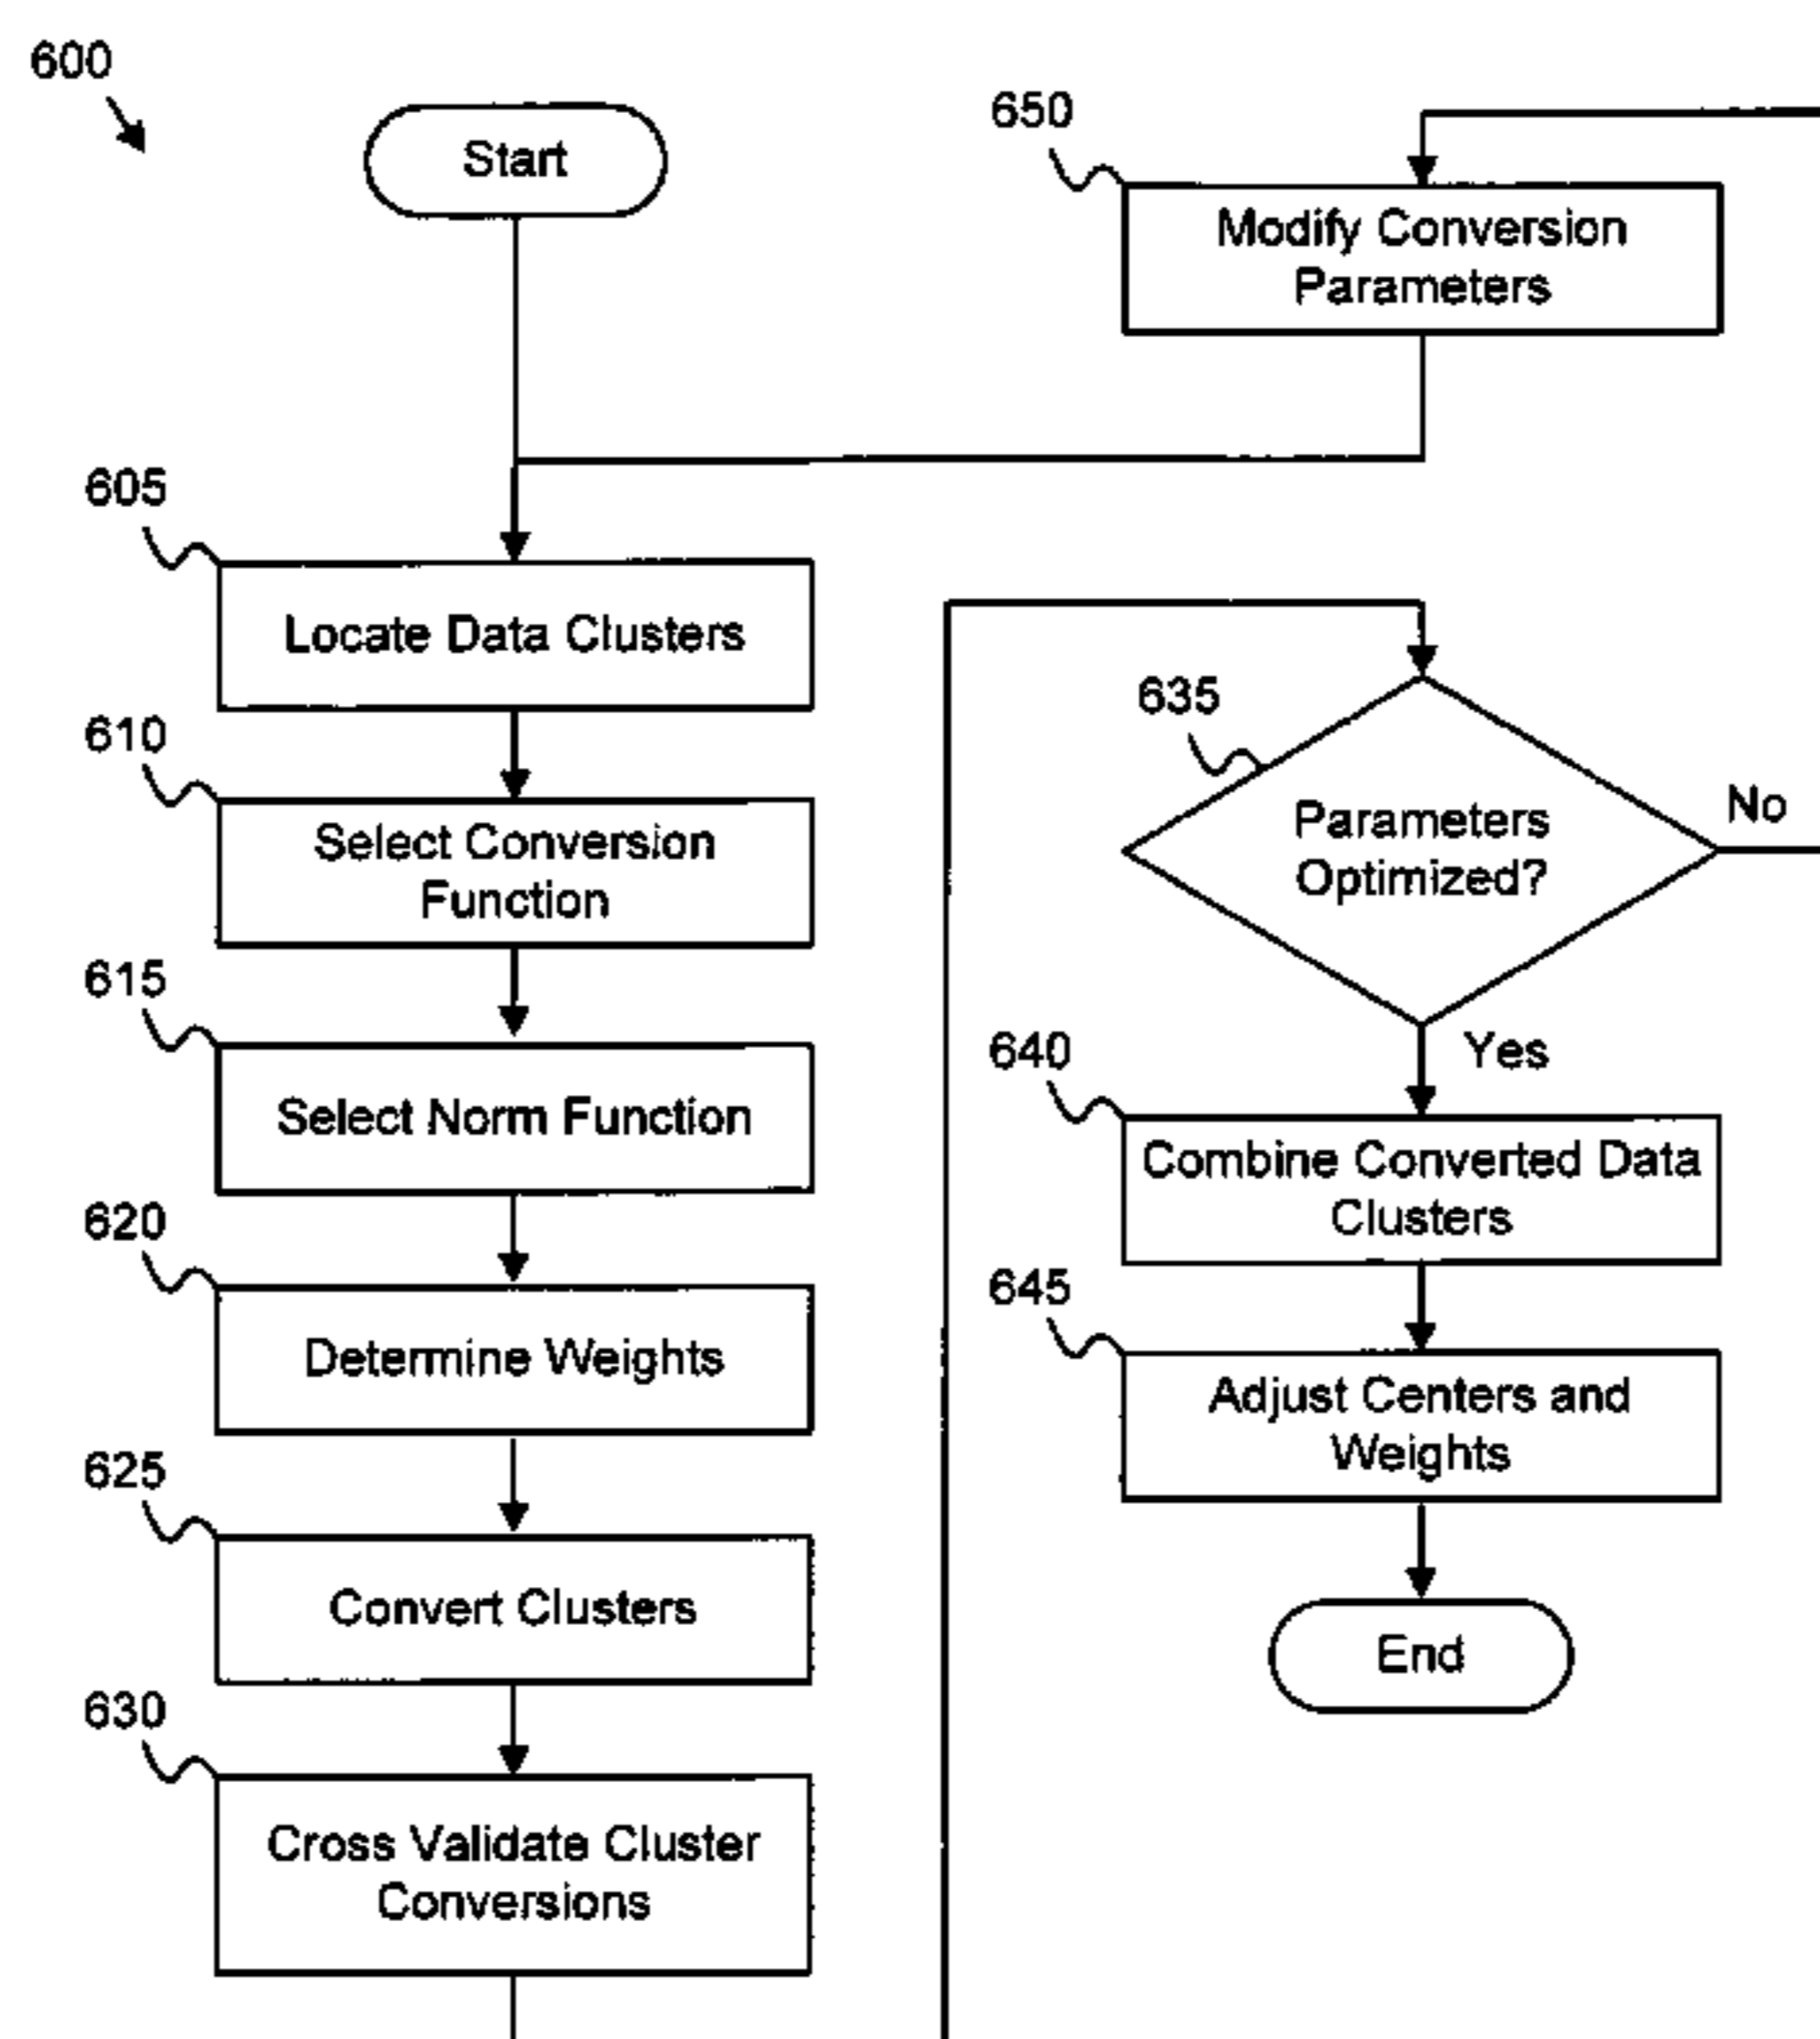 600
Start
605
Locate Data Clusters
610
Select Conversion
Function
615
Select Norm Function
620
Determine Weights
625
Convert Clusters
630
Cross Validate Cluster
Conversions
650
Modify Conversion
Parameters
635
Parameters
Optimized?
No
Yes
640
Combine Converted Data
Clusters
645
Adjust Centers and
Weights
End